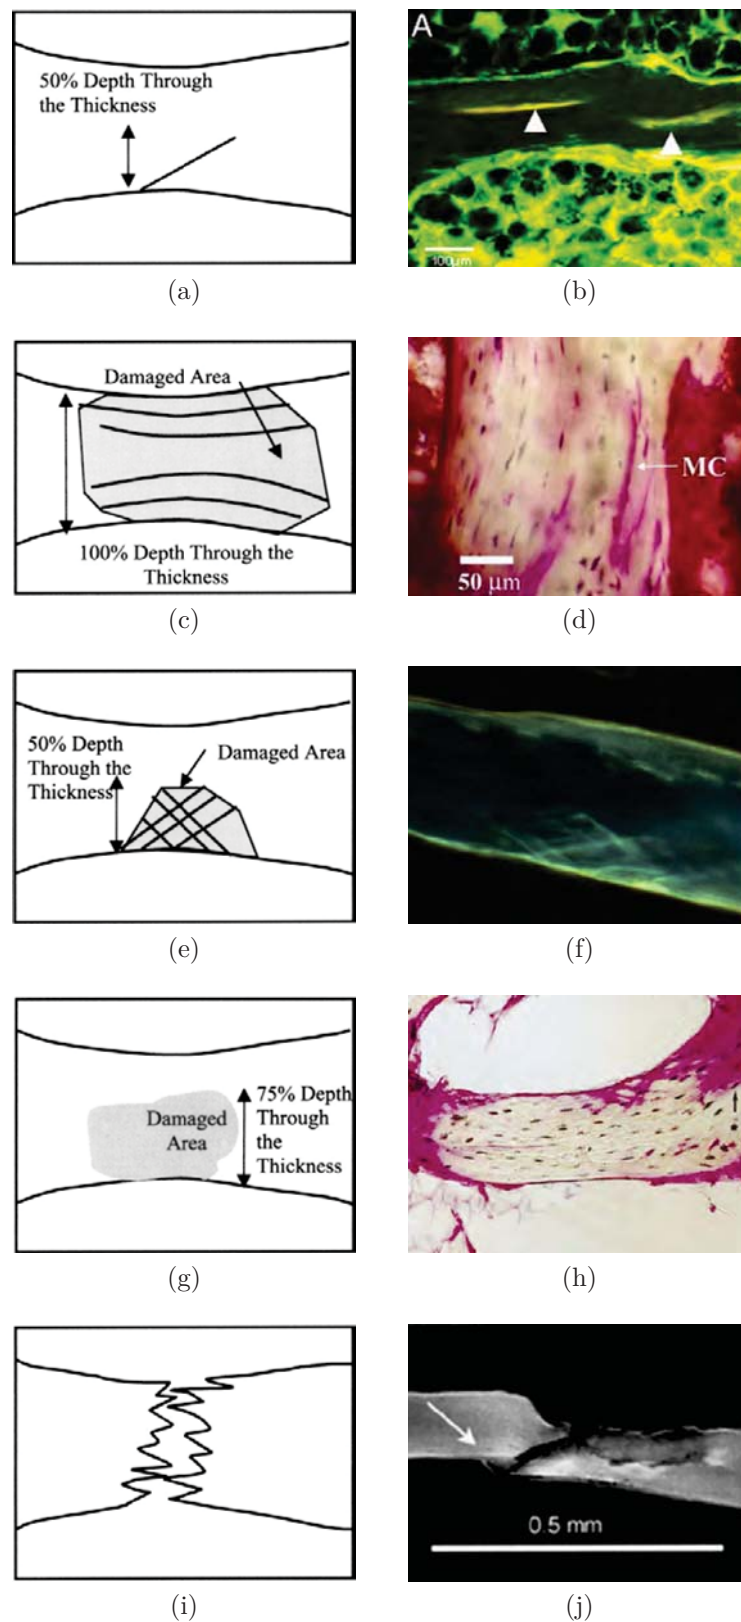 50% Depth Through
the Thickness
A
100μm
(a)
(b)
Damaged Area
100% Depth Through the
Thickness
MC
50 μm
(c)
(d)
50% Depth
Through the
Thickness
Damaged Area
(e)
(f)
Damaged
Area
75% Depth
Through
the
Thickness
(g)
(h)
0.5 mm
(i)
(j)